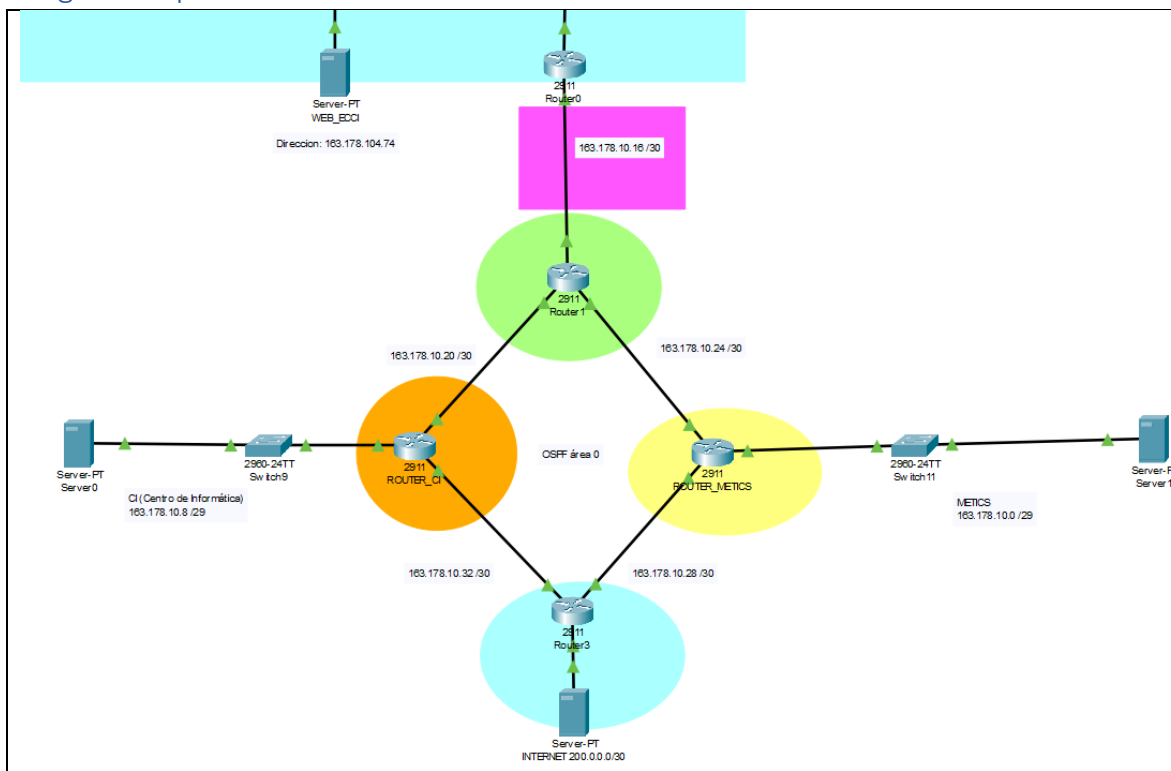 2911
Router0
Server-PT
WEB_ECCI
Direccion: 163.178.104.74
163.178.10.16 /30
2911
Router1
163.178.10.20 /30
163.178.10.24 /30
2911
ROUTER_CI
OSPF área 0
2911
ROUTER_METICS
2960-24TT
Switch9
2960-24TT
Switch11
Server-PT
Server0
Server-PT
Server1
CI (Centro de Informática)
163.178.10.8 /29
METICS
163.178.10.0 /29
163.178.10.32 /30
163.178.10.28 /30
2911
Router3
Server-PT
INTERNET 200.0.0.0/30